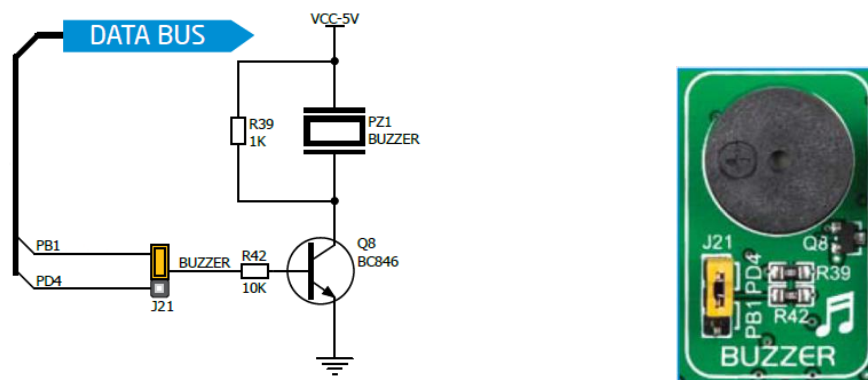 DATA BUS
VCC-5V
R39
1K
PZ1
BUZZER
PB1
BUZZER
R42
10K
Q8
BC846
PD4
J21
J21
Q8
PD4
R39
PB1
R42
BUZZER